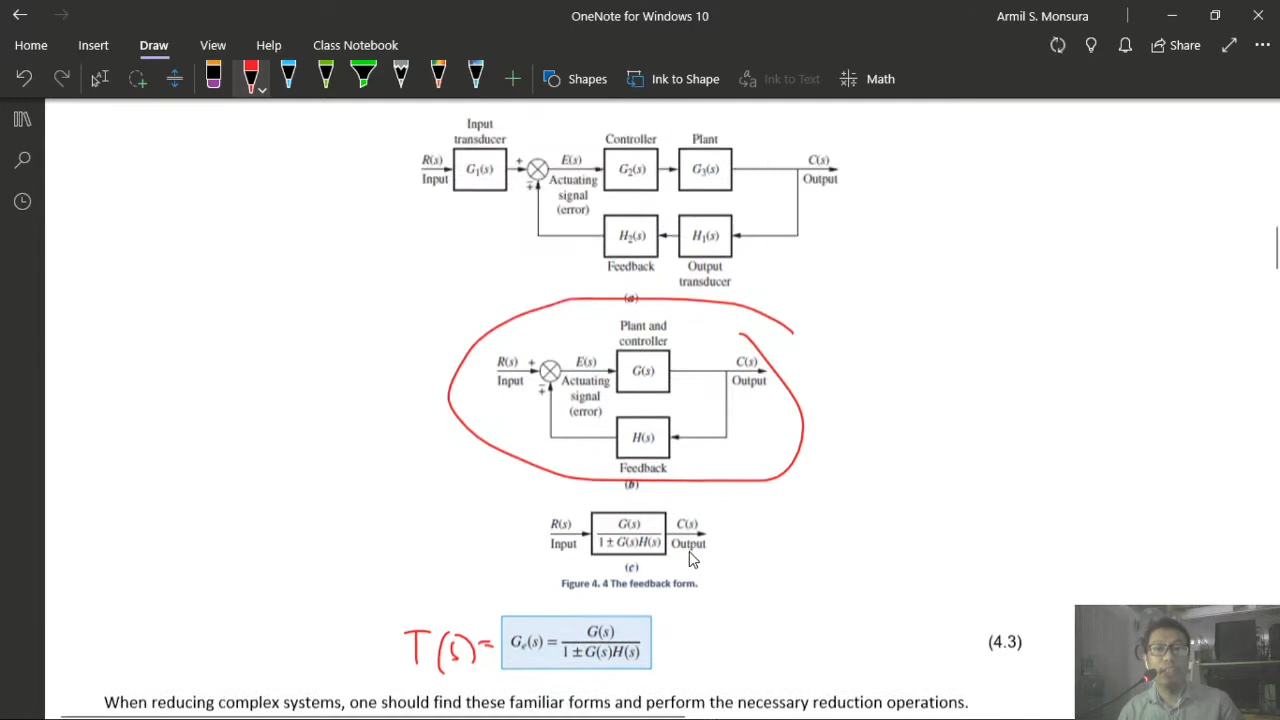 OneNote for Windows 10
Armil S. Monsura
Home Insert Draw View Help Class Notebook
Share
Shapes Ink to Shape Ink to Text Math
Input
transducer
Controller
Plant
R(s)
Input
G₁(s)
+
E(s)
Actuating
signal
(error)
G₂(s)
G₃(s)
C(s)
Output
H₂(s)
H₁(s)
Feedback
Output
transducer
(a)
Plant and
controller
R(s)
Input
+
E(s)
Actuating
signal
(error)
G(s)
C(s)
Output
H(s)
Feedback
(b)
R(s)
Input
G(s)
1 ± G(s)H(s)
C(s)
Output
(c)
Figure 4. 4 The feedback form.
T(s) = Gₑ(s) = G(s) / 1 ± G(s)H(s)
(4.3)
When reducing complex systems, one should find these familiar forms and perform the necessary reduction operations.